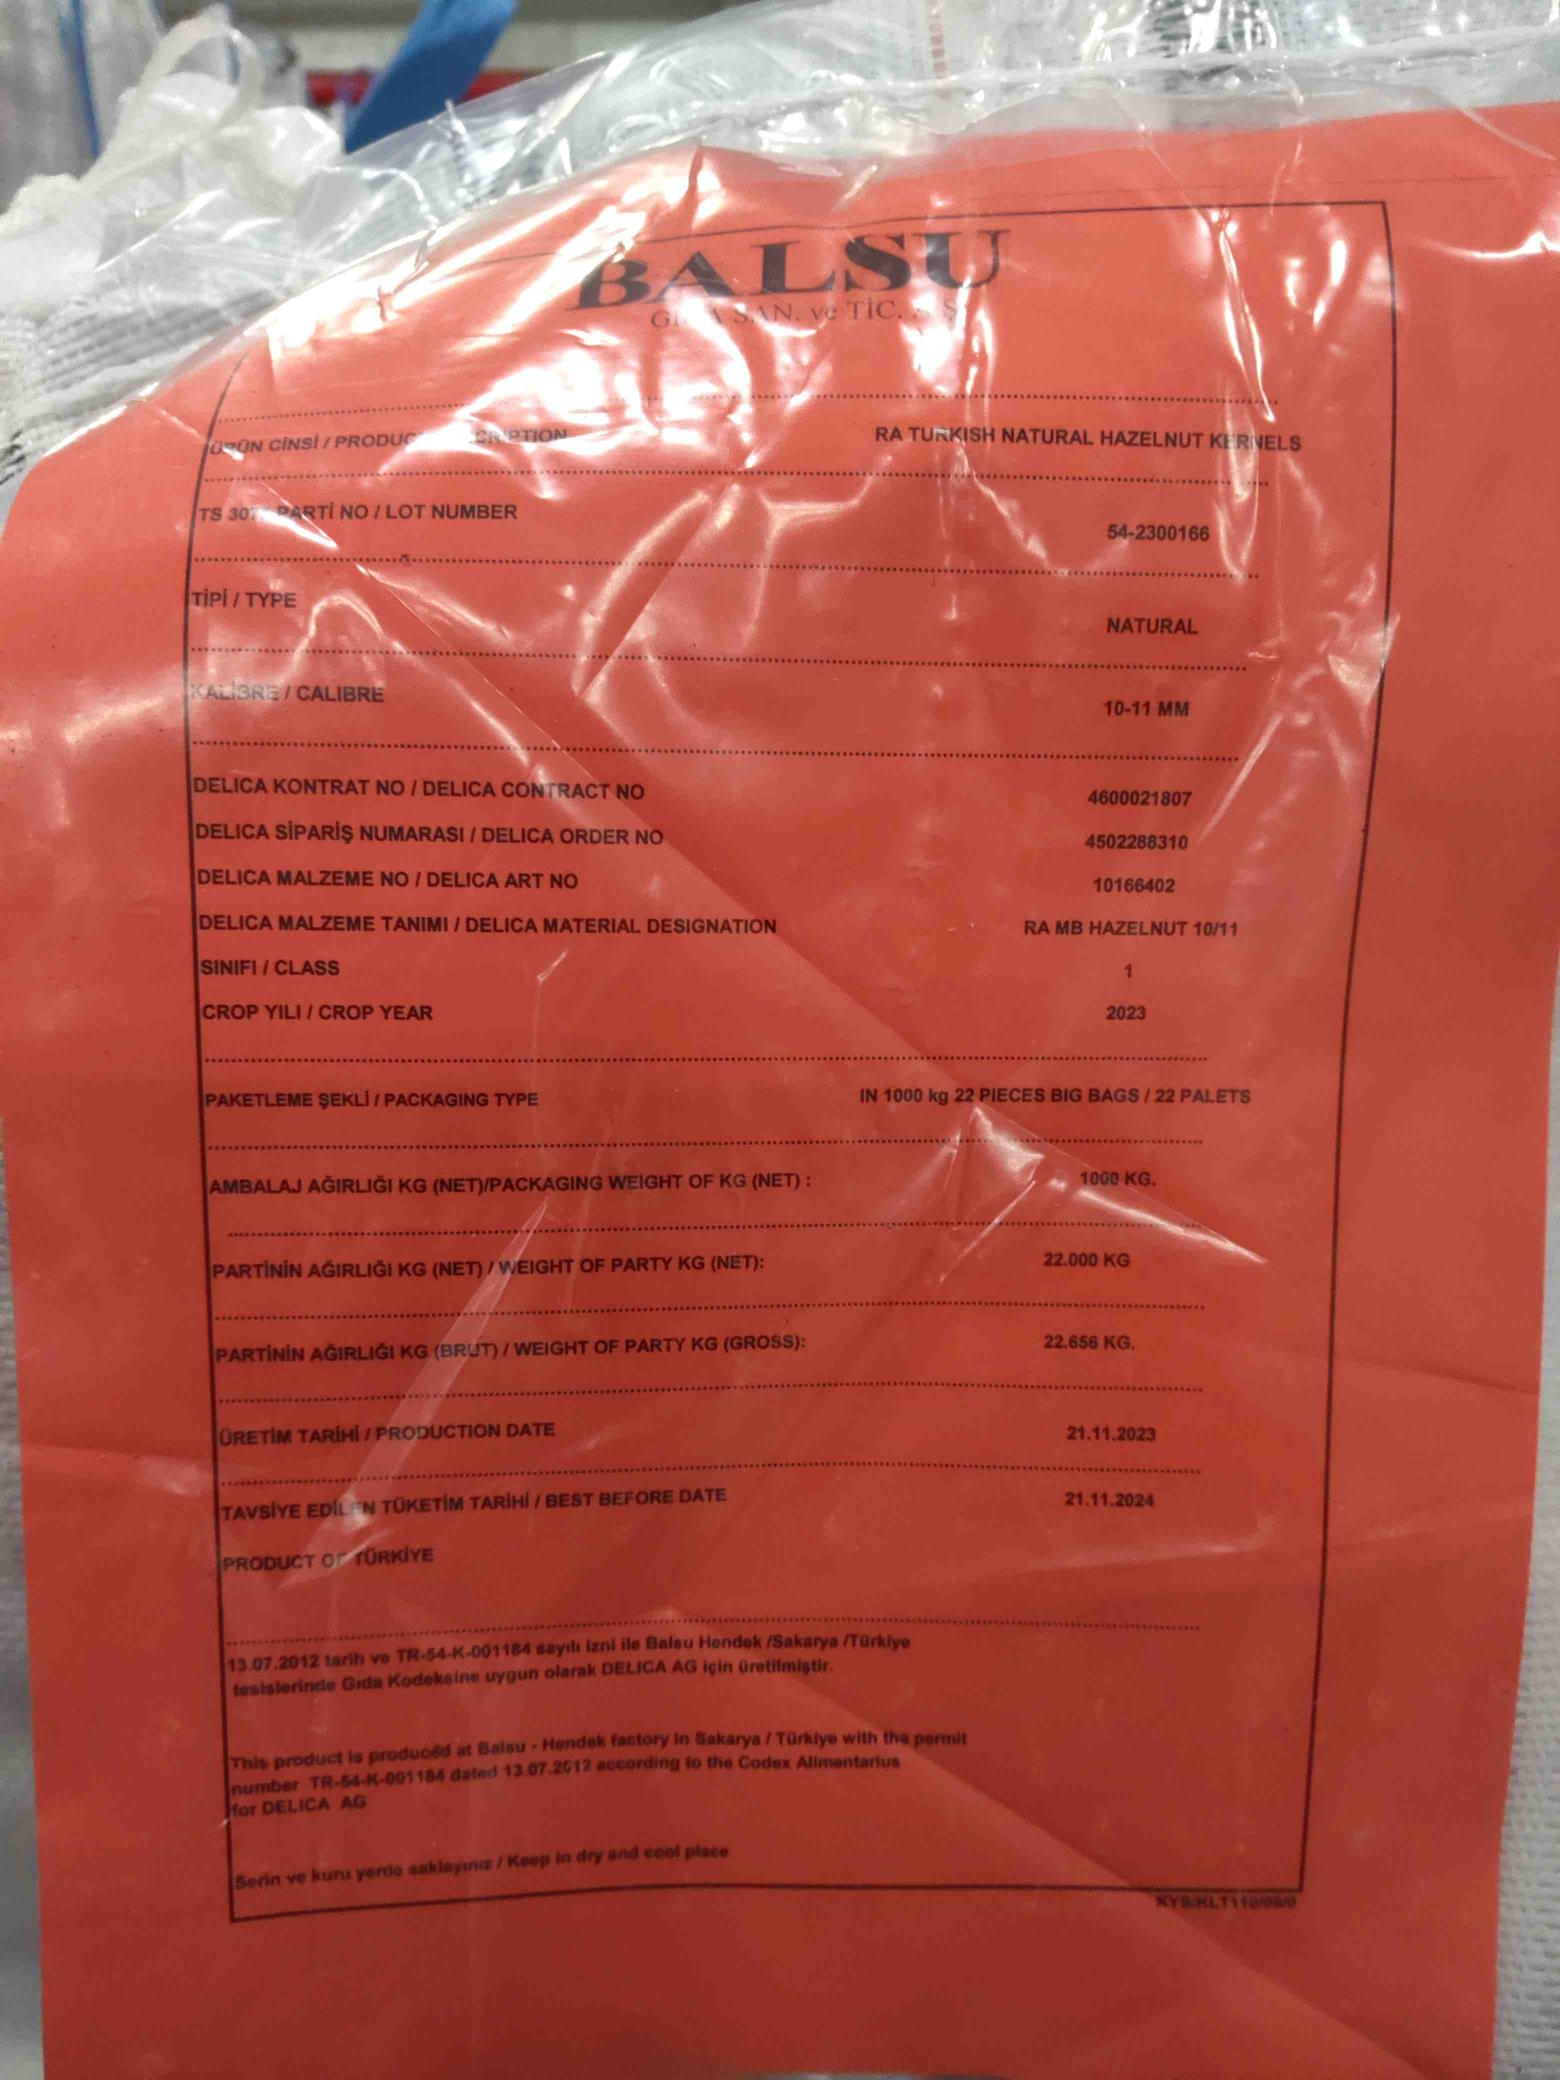 BALSU
SAN. ve TİC.
ÜRÜN CİNSİ / PRODUCT DESCRIPTION RA TURKISH NATURAL HAZELNUT KERNELS
TS PARTİ NO / LOT NUMBER 54-2300166
TİPİ / TYPE NATURAL
KALİBRE / CALIBRE 10-11 MM
DELICA KONTRAT NO / DELICA CONTRACT NO 4600021807
DELICA SİPARİŞ NUMARASI / DELICA ORDER NO 4502288310
DELICA MALZEME NO / DELICA ART NO 10166402
DELICA MALZEME TANIMI / DELICA MATERIAL DESIGNATION RA MB HAZELNUT 10/11
SINIFI / CLASS 1
CROP YILI / CROP YEAR 2023
PAKETLEME ŞEKLİ / PACKAGING TYPE IN 1000 kg 22 PIECES BIG BAGS / 22 PALETS
AMBALAJ AĞIRLIĞI KG (NET)/PACKAGING WEIGHT OF KG (NET) : 1000 KG.
PARTİNİN AĞIRLIĞI KG (NET) / WEIGHT OF PARTY KG (NET): 22.000 KG
PARTİNİN AĞIRLIĞI KG (BRUT) / WEIGHT OF PARTY KG (GROSS): 22.656 KG.
ÜRETİM TARİHİ / PRODUCTION DATE 21.11.2023
TAVSİYE EDİLEN TÜKETİM TARİHİ / BEST BEFORE DATE 21.11.2024
PRODUCT OF TÜRKİYE
13.07.2012 tarih ve TR-54-K-001184 sayılı izni ile Balsu Hendek /Sakarya /Türkiye
tesislerinde Gıda Kodeksine uygun olarak DELICA AG için üretilmiştir.
This product is produced at Balsu - Hendek factory in Sakarya / Türkiye with the permit
number TR-54-K-001184 dated 13.07.2012 according to the Codex Alimentarius
for DELICA AG
Serin ve kuru yerde saklayınız / Keep in dry and cool place